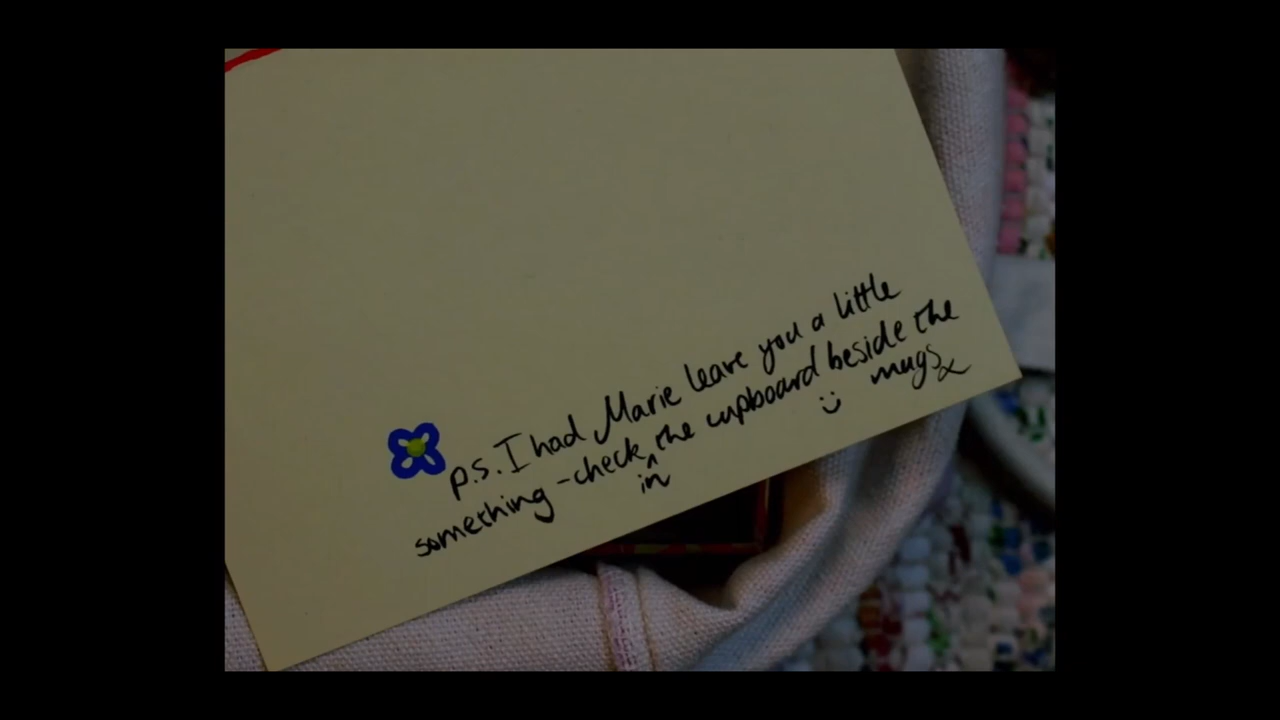 p.s. I had Marie leave you a little
something - check in the cupboard beside the
mugs x
:)